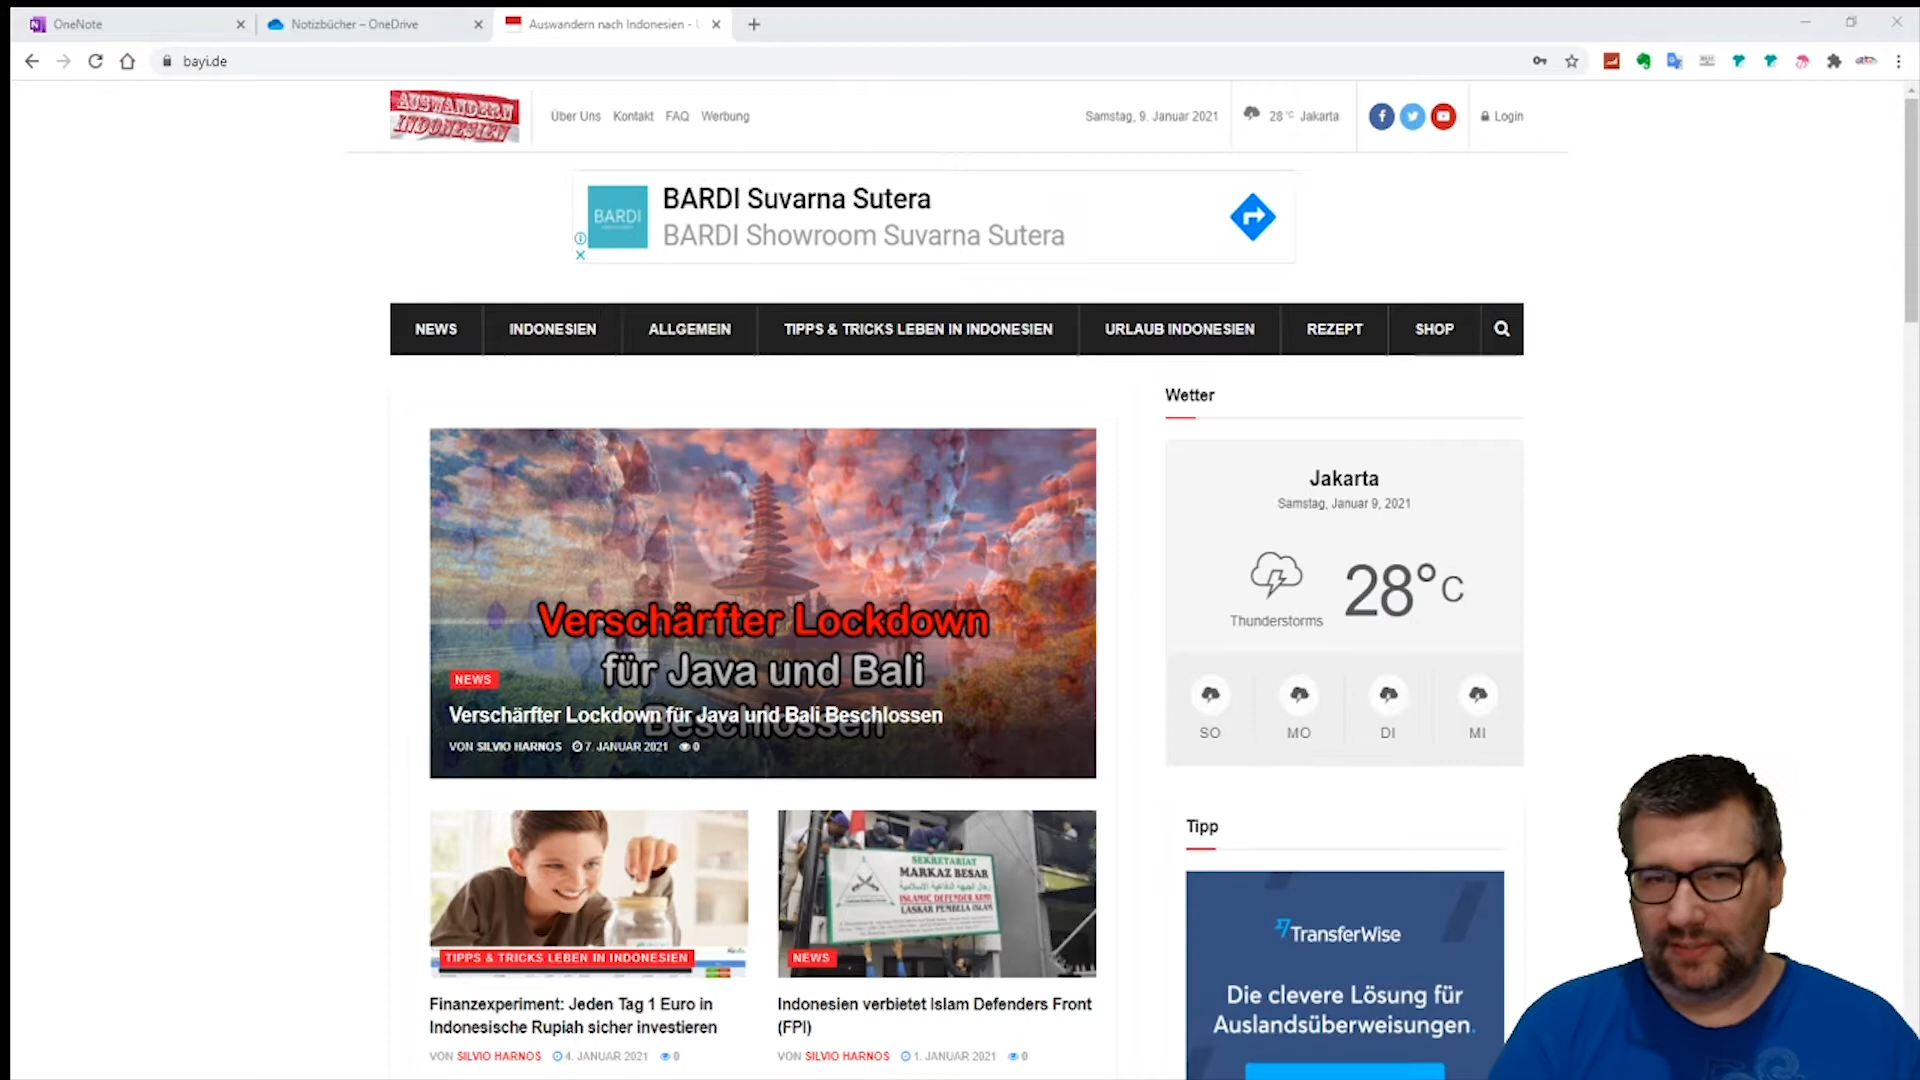 OneNote
Notizbücher – OneDrive
Auswandern nach Indonesien -
bayi.de
AUSWANDERN
INDONESIEN
Über Uns Kontakt FAQ Werbung
Samstag, 9. Januar 2021
28°C Jakarta
Login
BARDI
BARDI Suvarna Sutera
BARDI Showroom Suvarna Sutera
NEWS INDONESIEN ALLGEMEIN TIPPS & TRICKS LEBEN IN INDONESIEN URLAUB INDONESIEN REZEPT SHOP
Verschärfter Lockdown
für Java und Bali
Beschlossen
NEWS
Verschärfter Lockdown für Java und Bali Beschlossen
VON SILVIO HARNOS 7. JANUAR 2021 0
TIPPS & TRICKS LEBEN IN INDONESIEN
Finanzexperiment: Jeden Tag 1 Euro in
Indonesische Rupiah sicher investieren
VON SILVIO HARNOS 4. JANUAR 2021 0
SEKRETARIAT
MARKAZ BESAR
ISLAMIC DEFENDER
LASKAR PEMBELA ISLAM
NEWS
Indonesien verbietet Islam Defenders Front
(FPI)
VON SILVIO HARNOS 1. JANUAR 2021 0
Wetter
Jakarta
Samstag, Januar 9, 2021
Thunderstorms
28°C
SO MO DI MI
Tipp
TransferWise
Die clevere Lösung für
Auslandsüberweisungen.